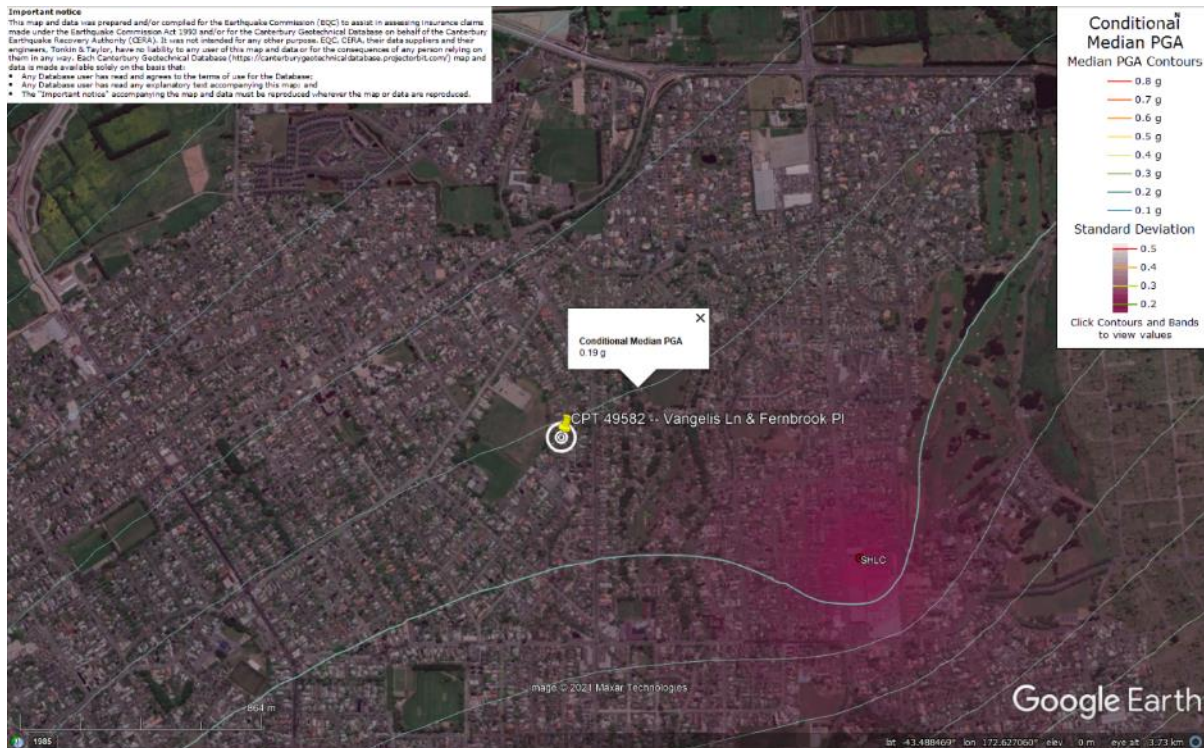 Important notice
This map and data was prepared and/or compiled for the Earthquake Commission (EQC) to assist in assessing insurance claims
made under the Earthquake Commission Act 1993 and/or for the Canterbury Geotechnical Database on behalf of the Canterbury
Earthquake Recovery Authority (CERA). It was not intended for any other purpose. EQC, CERA, their data suppliers and their
engineers, Tonkin & Taylor, have no liability to any user of this map and data or for the consequences of any person relying on
them in any way. Each Canterbury Geotechnical Database (https://canterburygeotechnicaldatabase.projectorbit.com/) map and
data is made available solely on the basis that:
▪ Any Database user has read and agrees to the terms of use for the Database;
▪ Any Database user has read any explanatory text accompanying this map; and
▪ The "Important notice" accompanying the map and data must be reproduced wherever the map or data are reproduced.
N
Conditional
Median PGA
Median PGA Contours
0.8 g
0.7 g
0.6 g
0.5 g
0.4 g
0.3 g
0.2 g
0.1 g
Standard Deviation
0.5
0.4
0.3
0.2
Click Contours and Bands
to view values
Conditional Median PGA
0.19 g
CPT 49582 -- Vangelis Ln & Fernbrook Pl
SHLC
Image © 2021 Maxar Technologies
864 m
Google Earth
1985
lat -43.488469° lon 172.627060° elev 0 m eye alt 3.73 km